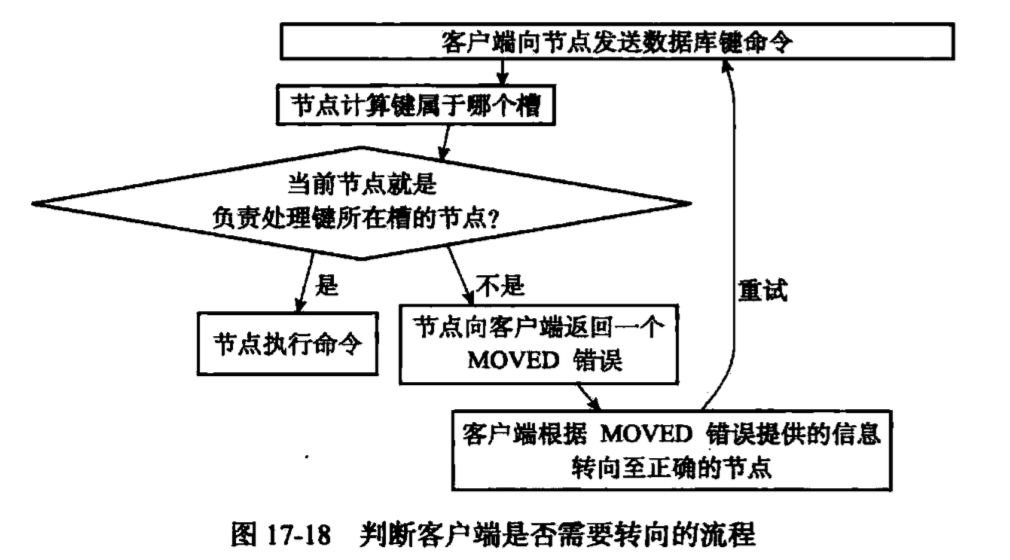 客户端向节点发送数据库键命令
节点计算键属于哪个槽
当前节点就是
负责处理键所在槽的节点？
是
不是
重试
节点执行命令
节点向客户端返回一个
MOVED 错误
客户端根据 MOVED 错误提供的信息
转向至正确的节点
图 17-18 判断客户端是否需要转向的流程